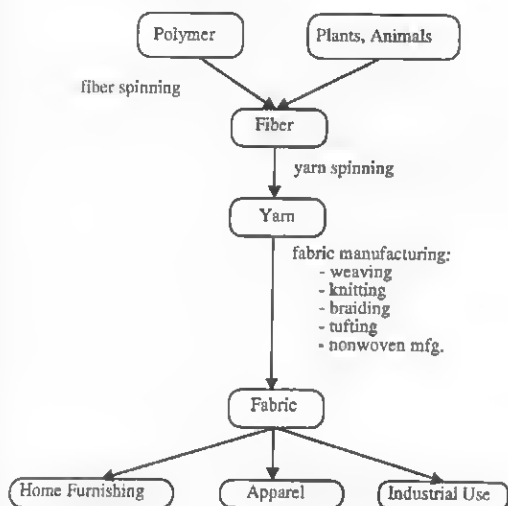 Polymer
Plants, Animals
fiber spinning
Fiber
yarn spinning
Yarn
fabric manufacturing:
- weaving
- knitting
- braiding
- tufting
- nonwoven mfg.
Fabric
Home Furnishing
Apparel
Industrial Use